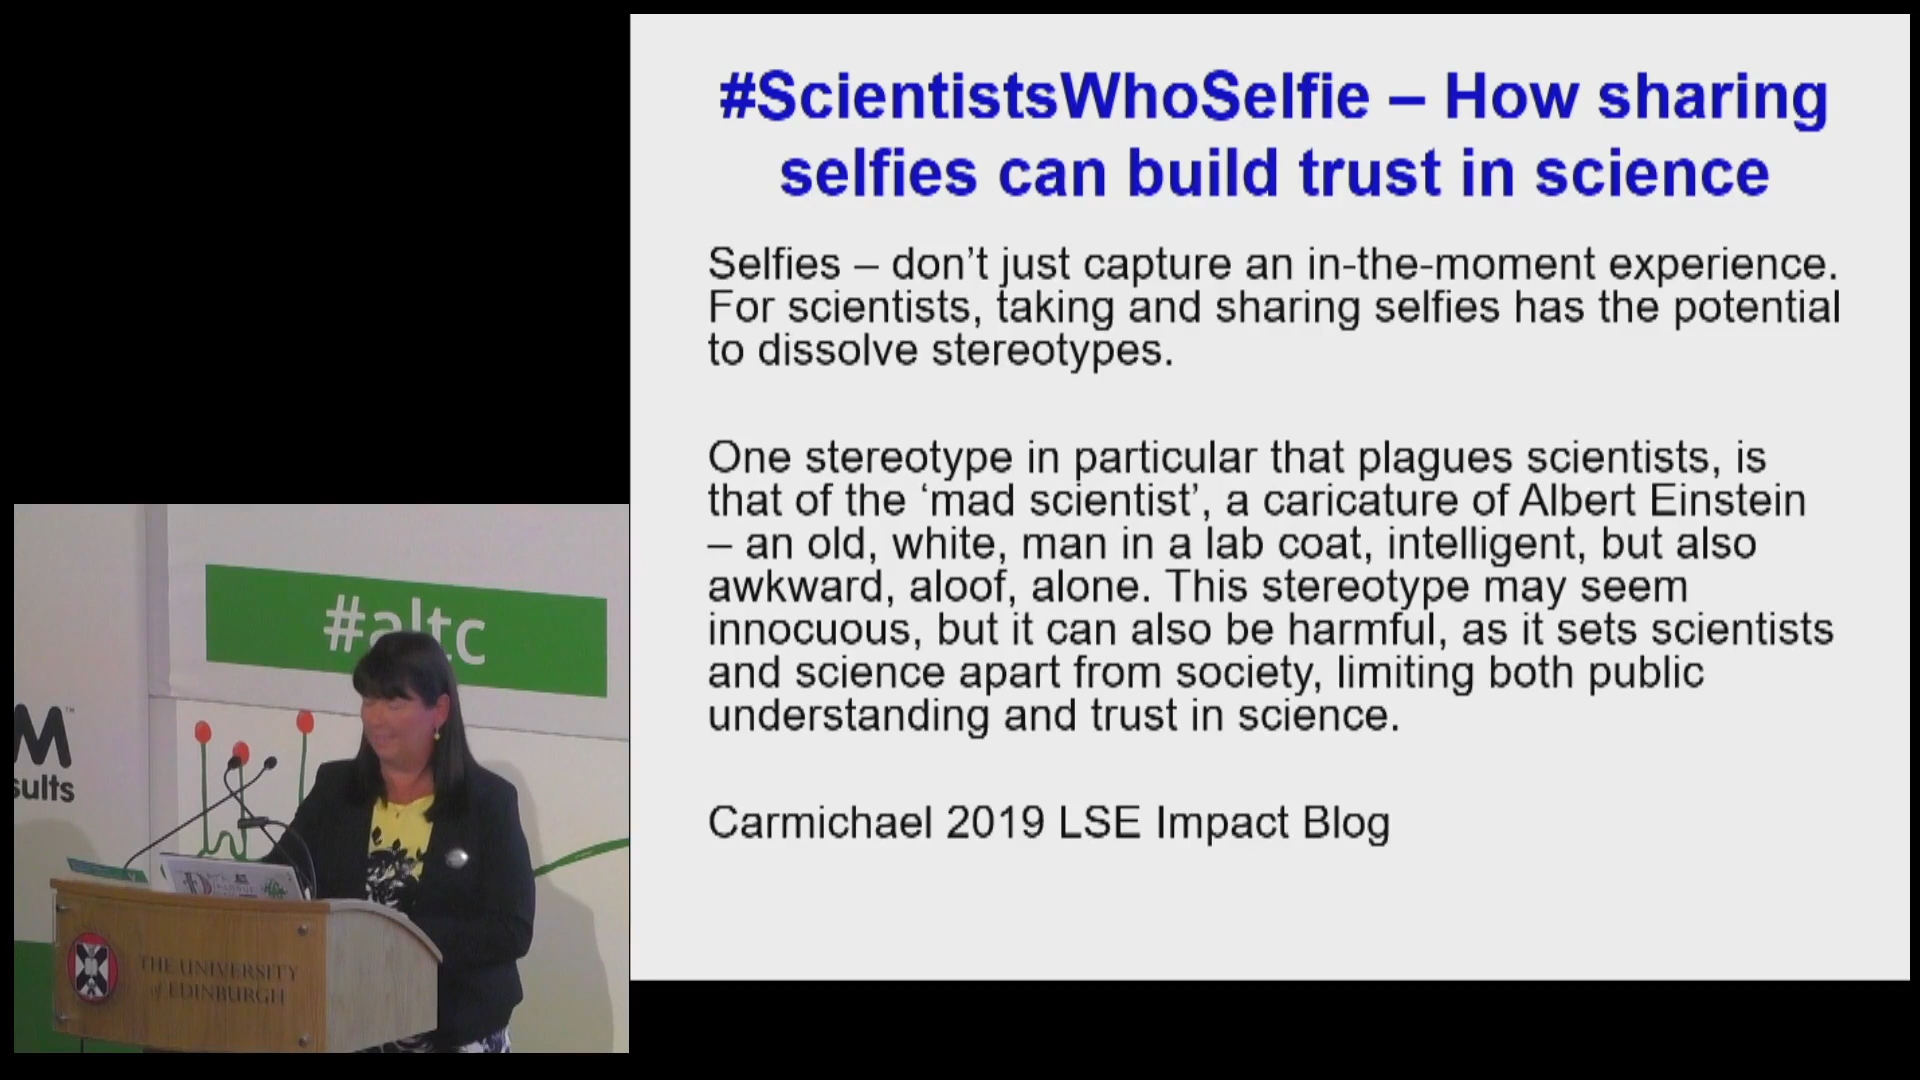 #ScientistsWhoSelfie – How sharing
selfies can build trust in science
Selfies – don’t just capture an in-the-moment experience.
For scientists, taking and sharing selfies has the potential
to dissolve stereotypes.
One stereotype in particular that plagues scientists, is
that of the ‘mad scientist’, a caricature of Albert Einstein
– an old, white, man in a lab coat, intelligent, but also
awkward, aloof, alone. This stereotype may seem
innocuous, but it can also be harmful, as it sets scientists
and science apart from society, limiting both public
understanding and trust in science.
Carmichael 2019 LSE Impact Blog
#altc
M™
sults
THE UNIVERSITY
of EDINBURGH